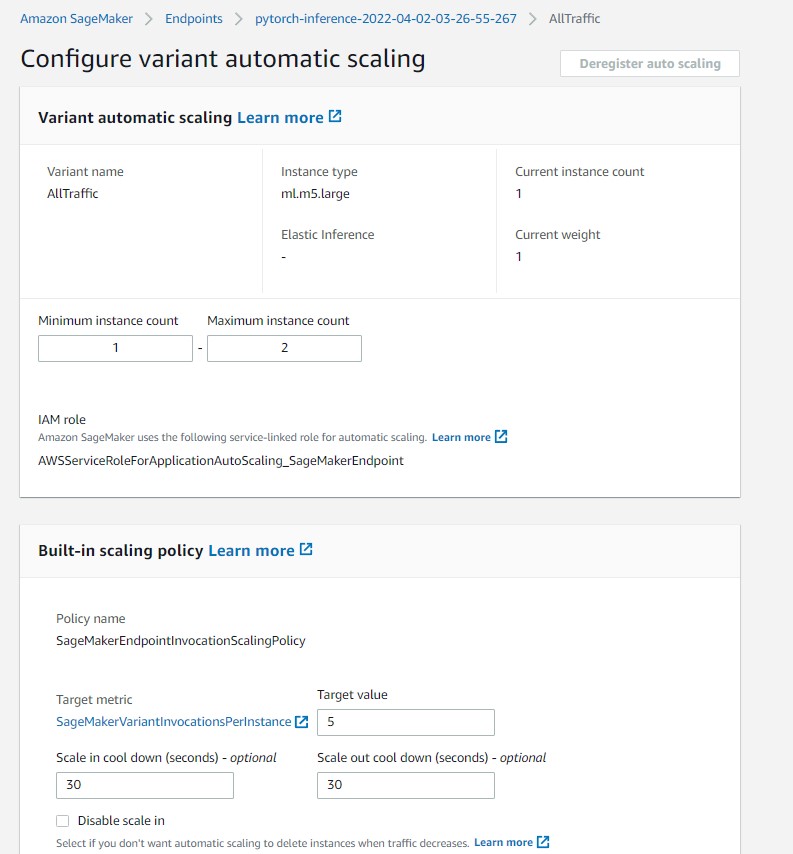 Amazon SageMaker > Endpoints > pytorch-inference-2022-04-02-03-26-55-267 > AllTraffic
Configure variant automatic scaling
Deregister auto scaling
Variant automatic scaling Learn more
Variant name
AllTraffic
Instance type
ml.m5.large
Elastic Inference
-
Current instance count
1
Current weight
1
Minimum instance count Maximum instance count
1 - 2
IAM role
Amazon SageMaker uses the following service-linked role for automatic scaling. Learn more
AWSServiceRoleForApplicationAutoScaling_SageMakerEndpoint
Built-in scaling policy Learn more
Policy name
SageMakerEndpointInvocationScalingPolicy
Target metric
SageMakerVariantInvocationsPerInstance
Target value
5
Scale in cool down (seconds) - optional
30
Scale out cool down (seconds) - optional
30
Disable scale in
Select if you don't want automatic scaling to delete instances when traffic decreases. Learn more